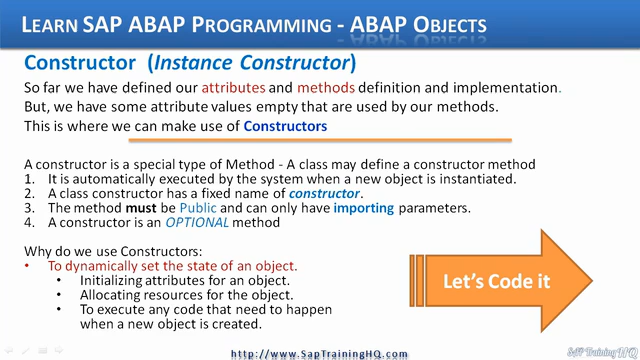 LEARN SAP ABAP PROGRAMMING - ABAP OBJECTS
Constructor (Instance Constructor)
So far we have defined our attributes and methods definition and implementation.
But, we have some attribute values empty that are used by our methods.
This is where we can make use of Constructors
A constructor is a special type of Method - A class may define a constructor method
1. It is automatically executed by the system when a new object is instantiated.
2. A class constructor has a fixed name of constructor.
3. The method must be Public and can only have importing parameters.
4. A constructor is an OPTIONAL method
Why do we use Constructors:
• To dynamically set the state of an object.
• Initializing attributes for an object.
• Allocating resources for the object.
• To execute any code that need to happen
when a new object is created.
Let's Code it
http://www.SapTrainingHQ.com
SAP Training HQ